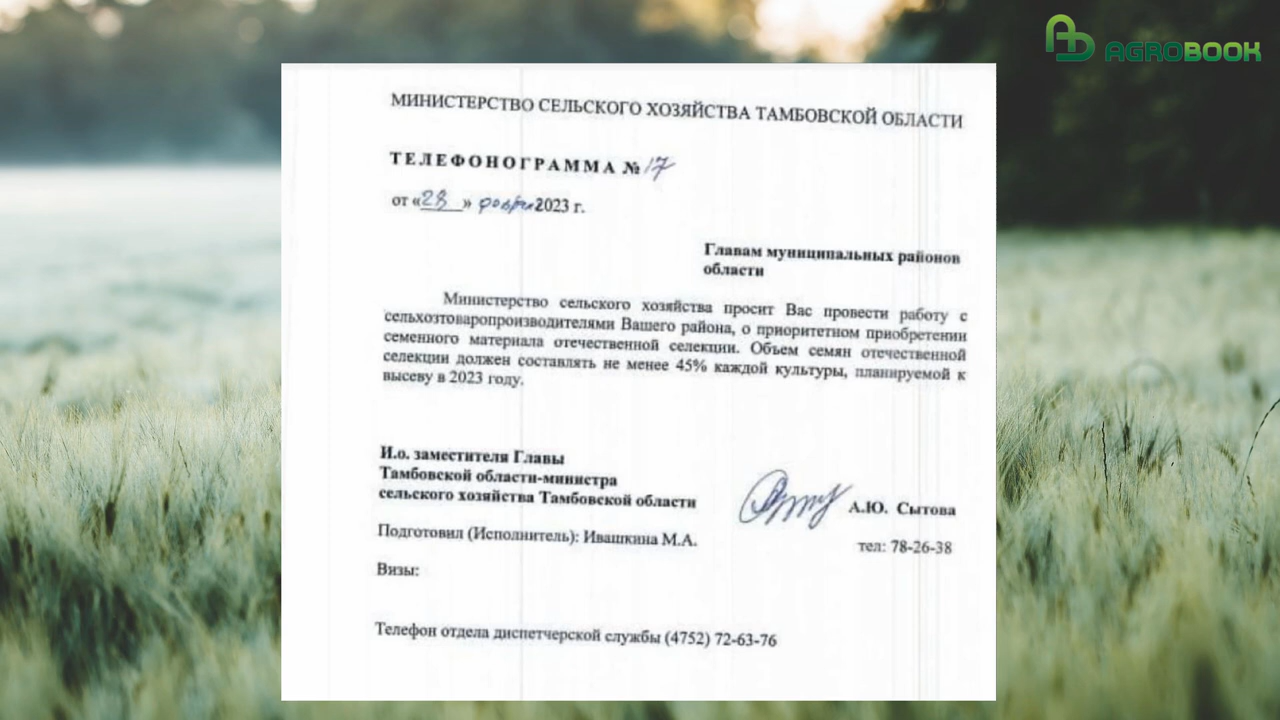 AGROBOOK
МИНИСТЕРСТВО СЕЛЬСКОГО ХОЗЯЙСТВА ТАМБОВСКОЙ ОБЛАСТИ
ТЕЛЕФОНОГРАММА № 17
от «28» 2023 г.
Главам муниципальных районов
области
Министерство сельского хозяйства просит Вас провести работу с
сельхозтоваропроизводителями Вашего района, о приоритетном приобретении
семенного материала отечественной селекции. Объем семян отечественной
селекции должен составлять не менее 45% каждой культуры, планируемой к
высеву в 2023 году.
И.о. заместителя Главы
Тамбовской области-министра
сельского хозяйства Тамбовской области
А.Ю. Сытова
Подготовил (Исполнитель): Ивашкина М.А.
тел: 78-26-38
Визы:
Телефон отдела диспетчерской службы (4752) 72-63-76